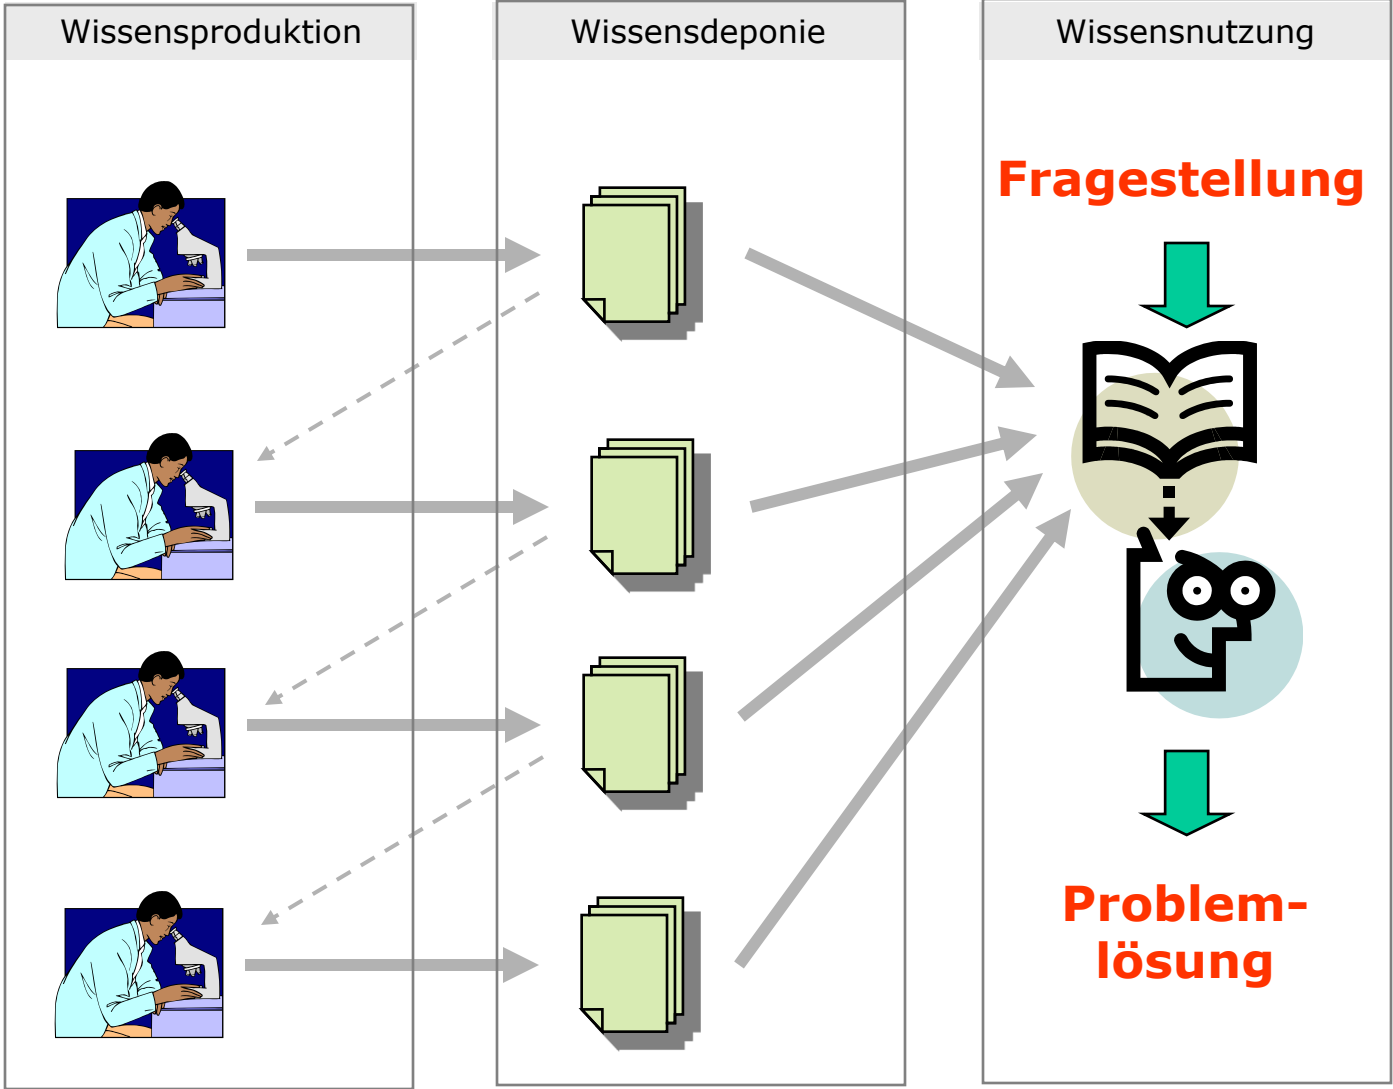 Wissensproduktion
Wissensdeponie
Wissensnutzung
Fragestellung
Problem-
lösung